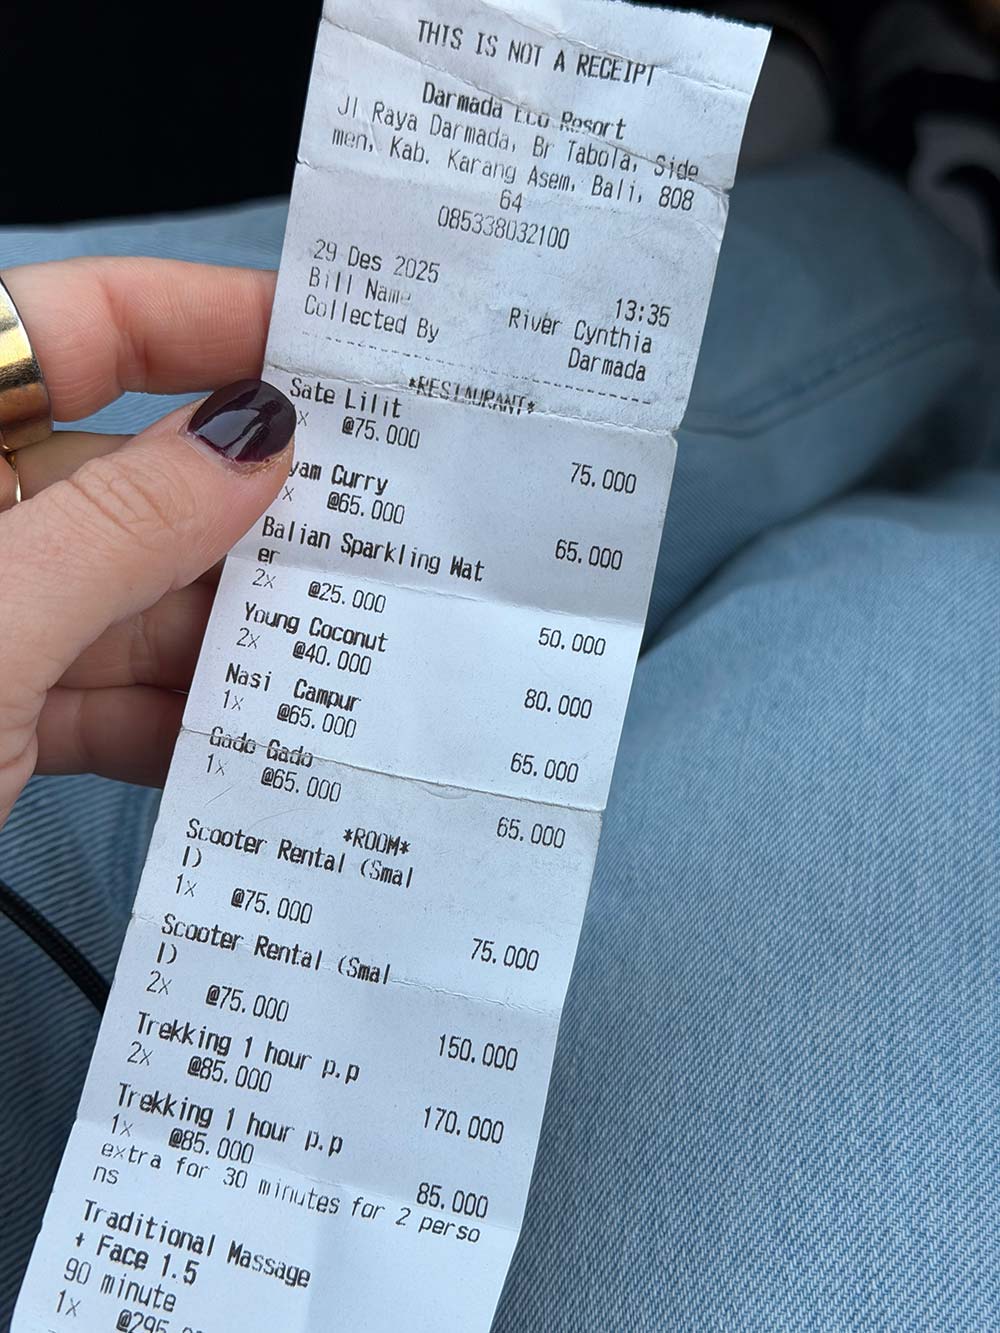 THIS IS NOT A RECEIPT
Darmada Eco Resort
Jl Raya Darmada, Br Tabola, Side
men, Kab. Karang Asem, Bali, 808
64
085338032100
29 Des 2025 13:35
Bill Name River Cynthia
Collected By Darmada
*RESTAURANT*
Sate Lilit
x @75.000 75.000
yam Curry
x @65.000 65.000
Balian Sparkling Wat
er
2x @25.000 50.000
Young Coconut
2x @40.000 80.000
Nasi Campur
1x @65.000 65.000
Gado Gado
1x @65.000 65.000
*ROOM*
Scooter Rental (Smal
l)
1x @75.000 75.000
Scooter Rental (Smal
l)
2x @75.000 150.000
Trekking 1 hour p.p
2x @85.000 170.000
Trekking 1 hour p.p
1x @85.000 85.000
extra for 30 minutes for 2 perso
ns
Traditional Massage
+ Face 1.5
90 minute
1x @295.